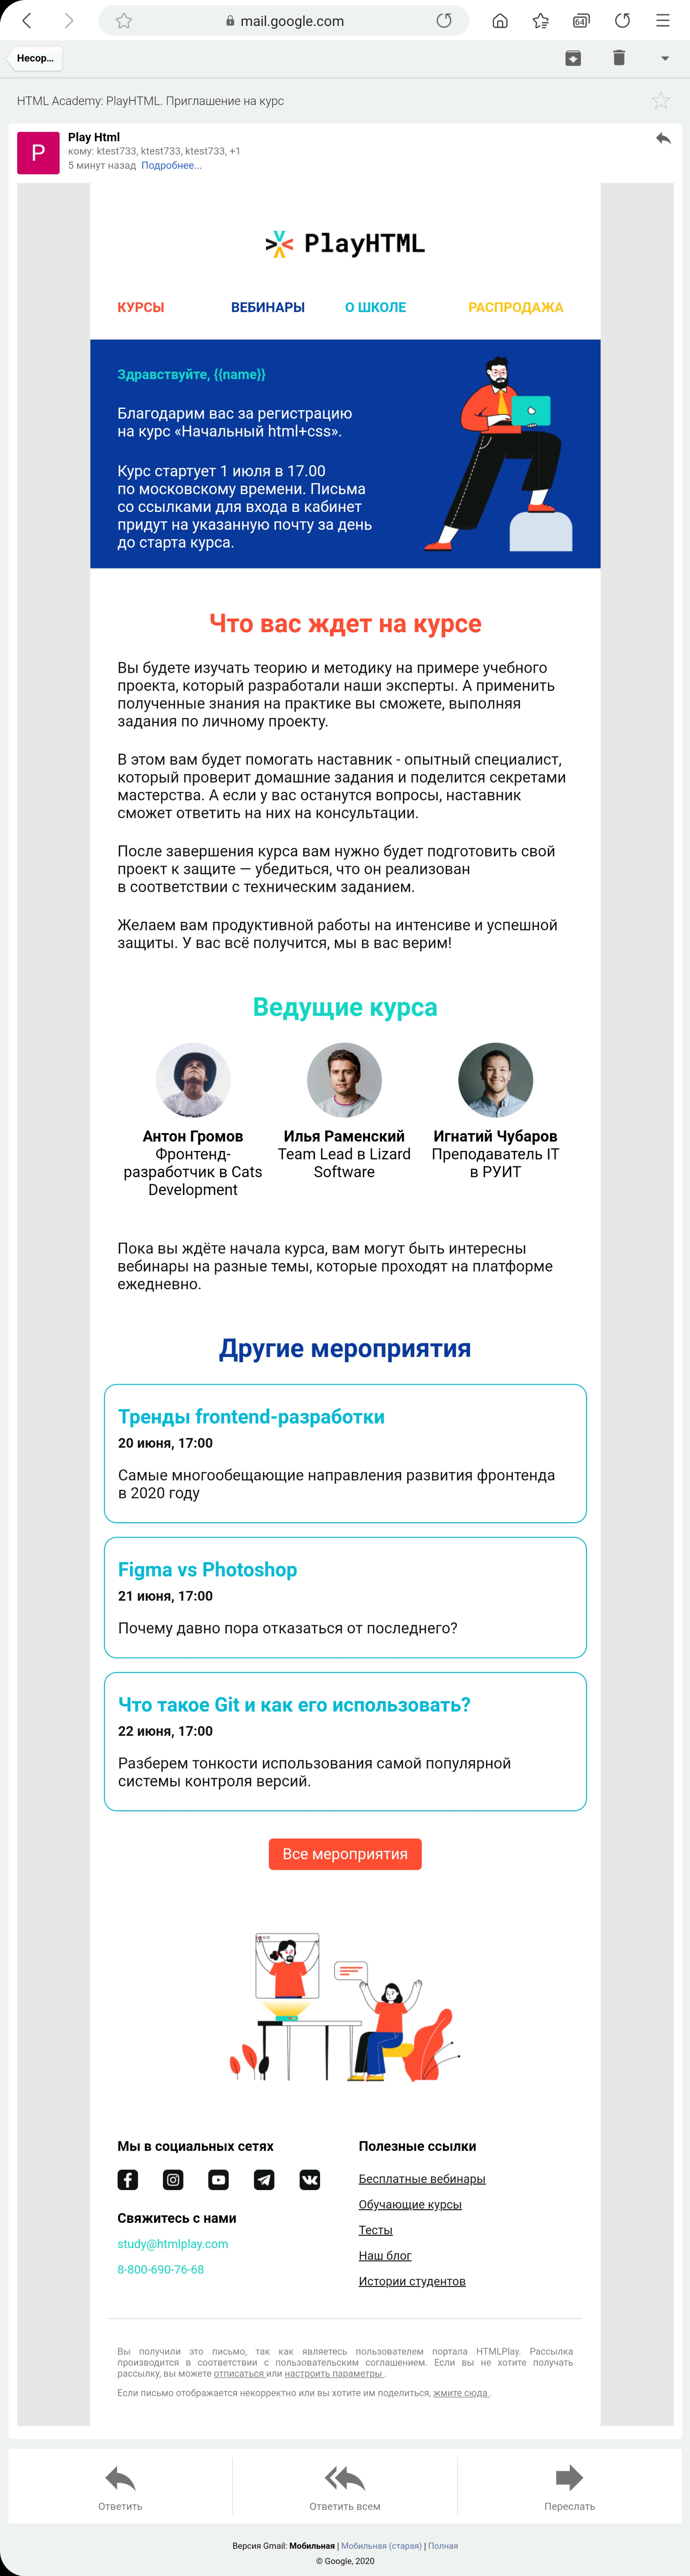 mail.google.com
64
Несор...
HTML Academy: PlayHTML. Приглашение на курс
P
Play Html
кому: ktest733, ktest733, ktest733, +1
5 минут назад Подробнее...
PlayHTML
КУРСЫ ВЕБИНАРЫ О ШКОЛЕ РАСПРОДАЖА
Здравствуйте, {{name}}
Благодарим вас за регистрацию
на курс «Начальный html+css».
Курс стартует 1 июля в 17.00
по московскому времени. Письма
со ссылками для входа в кабинет
придут на указанную почту за день
до старта курса.
Что вас ждет на курсе
Вы будете изучать теорию и методику на примере учебного
проекта, который разработали наши эксперты. А применить
полученные знания на практике вы сможете, выполняя
задания по личному проекту.
В этом вам будет помогать наставник - опытный специалист,
который проверит домашние задания и поделится секретами
мастерства. А если у вас останутся вопросы, наставник
сможет ответить на них на консультации.
После завершения курса вам нужно будет подготовить свой
проект к защите — убедиться, что он реализован
в соответствии с техническим заданием.
Желаем вам продуктивной работы на интенсиве и успешной
защиты. У вас всё получится, мы в вас верим!
Ведущие курса
Антон Громов
Фронтенд-
разработчик в Cats
Development
Илья Раменский
Team Lead в Lizard
Software
Игнатий Чубаров
Преподаватель IT
в РУИТ
Пока вы ждёте начала курса, вам могут быть интересны
вебинары на разные темы, которые проходят на платформе
ежедневно.
Другие мероприятия
Тренды frontend-разработки
20 июня, 17:00
Самые многообещающие направления развития фронтенда
в 2020 году
Figma vs Photoshop
21 июня, 17:00
Почему давно пора отказаться от последнего?
Что такое Git и как его использовать?
22 июня, 17:00
Разберем тонкости использования самой популярной
системы контроля версий.
Все мероприятия
Мы в социальных сетях
Свяжитесь с нами
study@htmlplay.com
8-800-690-76-68
Полезные ссылки
Бесплатные вебинары
Обучающие курсы
Тесты
Наш блог
Истории студентов
Вы получили это письмо, так как являетесь пользователем портала HTMLPlay. Рассылка
производится в соответствии с пользовательским соглашением. Если вы не хотите получать
рассылку, вы можете отписаться или настроить параметры .
Если письмо отображается некорректно или вы хотите им поделиться, жмите сюда .
Ответить Ответить всем Переслать
Версия Gmail: Мобильная | Мобильная (старая) | Полная
© Google, 2020